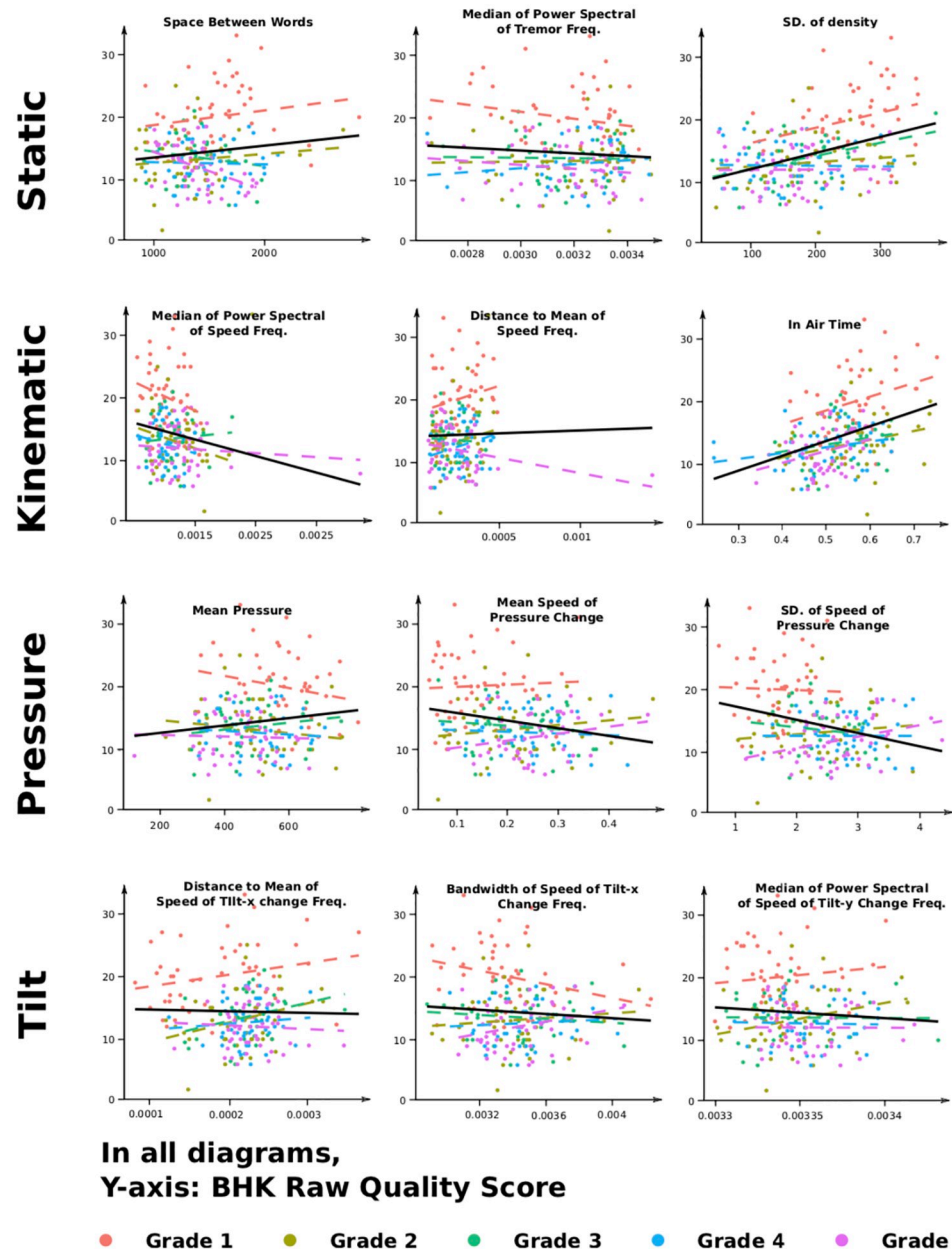 Static
Space Between Words
30
20
10
0
1000
2000
Median of Power Spectral
of Tremor Freq.
30
20
10
0
0.0028
0.0030
0.0032
0.0034
SD. of density
30
20
10
0
100
200
300
Kinematic
Median of Power Spectral
of Speed Freq.
30
20
10
0
0.0015
0.0025
0.0025
Distance to Mean of
Speed Freq.
30
20
10
0
0.0005
0.001
In Air Time
30
20
10
0
0.3
0.4
0.5
0.6
0.7
Pressure
Mean Pressure
30
20
10
0
200
400
600
Mean Speed of
Pressure Change
30
20
10
0
0.1
0.2
0.3
0.4
SD. of Speed of
Pressure Change
30
20
10
0
1
2
3
4
Tilt
Distance to Mean of
Speed of TIlt-x change Freq.
30
20
10
0
0.0001
0.0002
0.0003
Bandwidth of Speed of Tilt-x
Change Freq.
30
20
10
0
0.0032
0.0036
0.004
Median of Power Spectral
of Speed of Tilt-y Change Freq.
30
20
10
0
0.0033
0.00335
0.0034
In all diagrams,
Y-axis: BHK Raw Quality Score
Grade 1
Grade 2
Grade 3
Grade 4
Grade